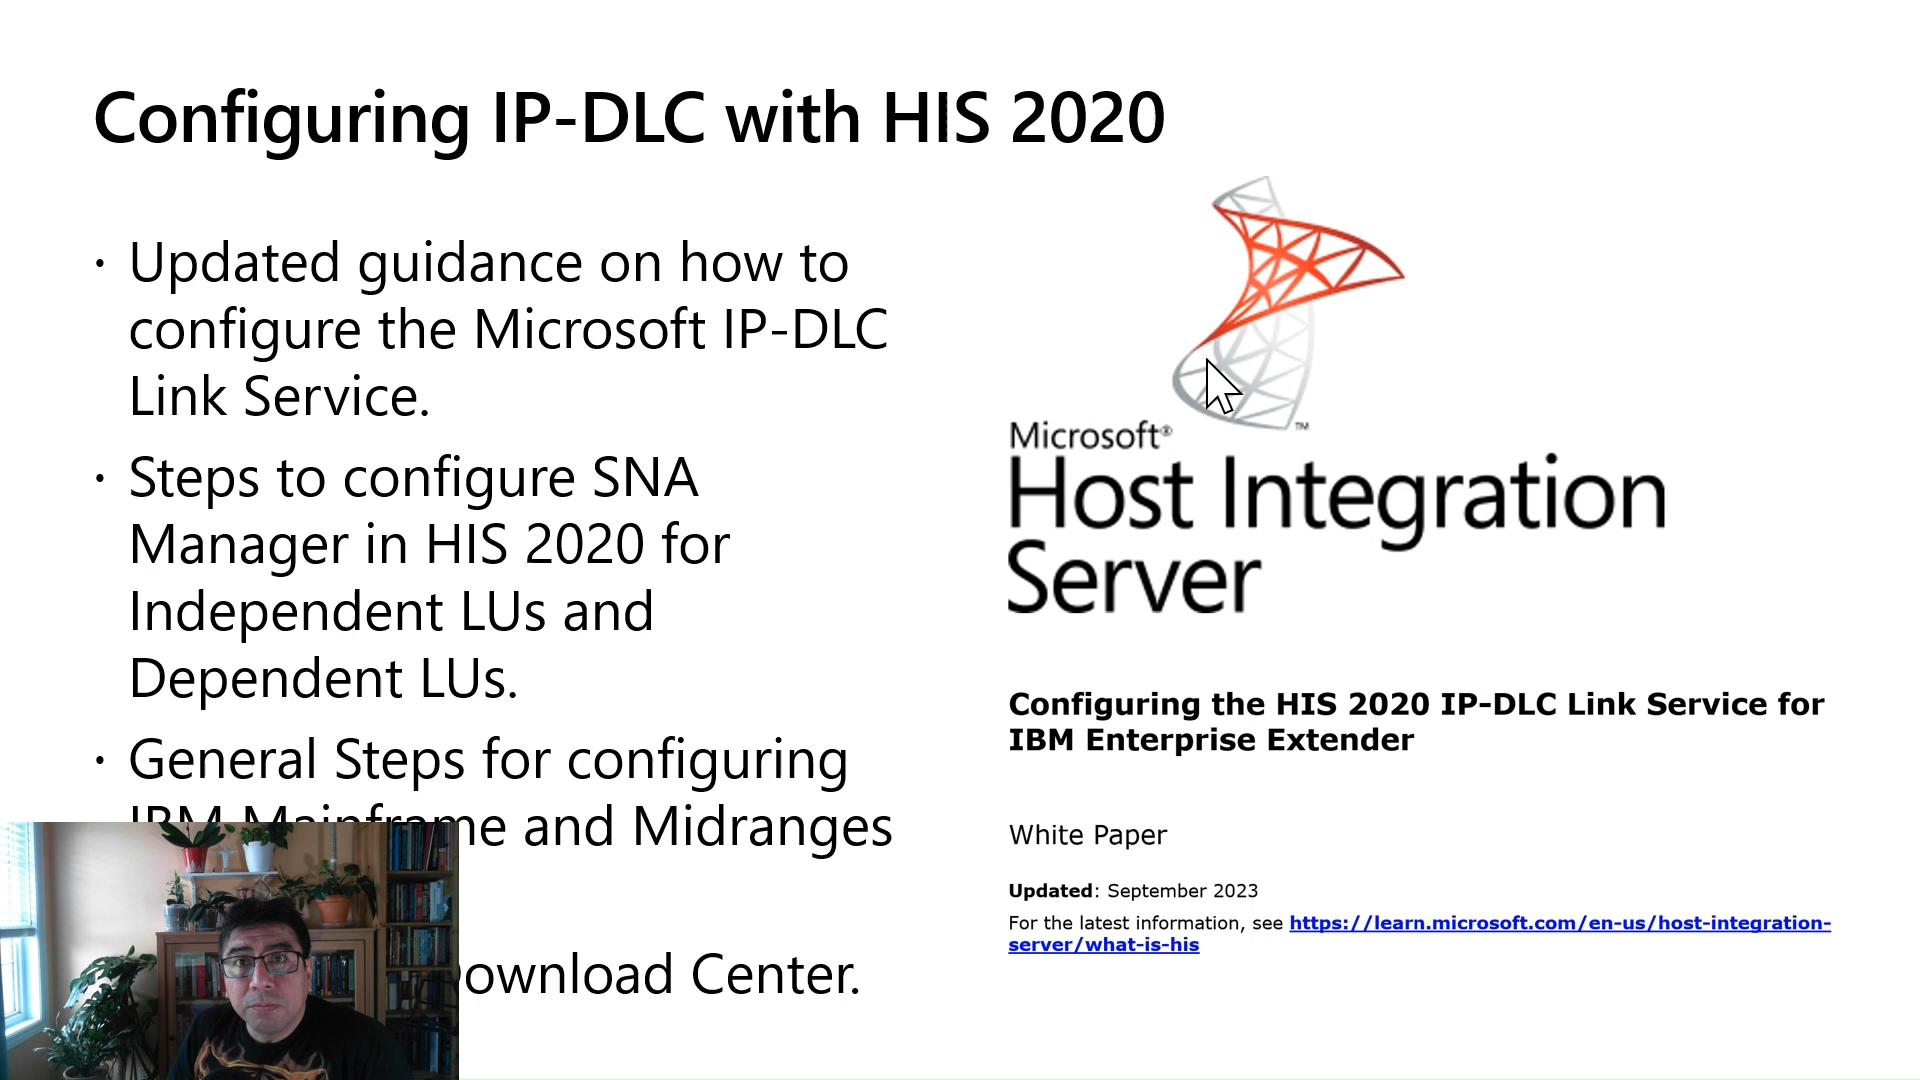 Configuring IP-DLC with HIS 2020
· Updated guidance on how to
configure the Microsoft IP-DLC
Link Service.
· Steps to configure SNA
Manager in HIS 2020 for
Independent LUs and
Dependent LUs.
· General Steps for configuring
IBM Mainframe and Midranges
ownload Center.
Microsoft®
Host Integration
Server
™
Configuring the HIS 2020 IP-DLC Link Service for
IBM Enterprise Extender
White Paper
Updated: September 2023
For the latest information, see https://learn.microsoft.com/en-us/host-integration-
server/what-is-his